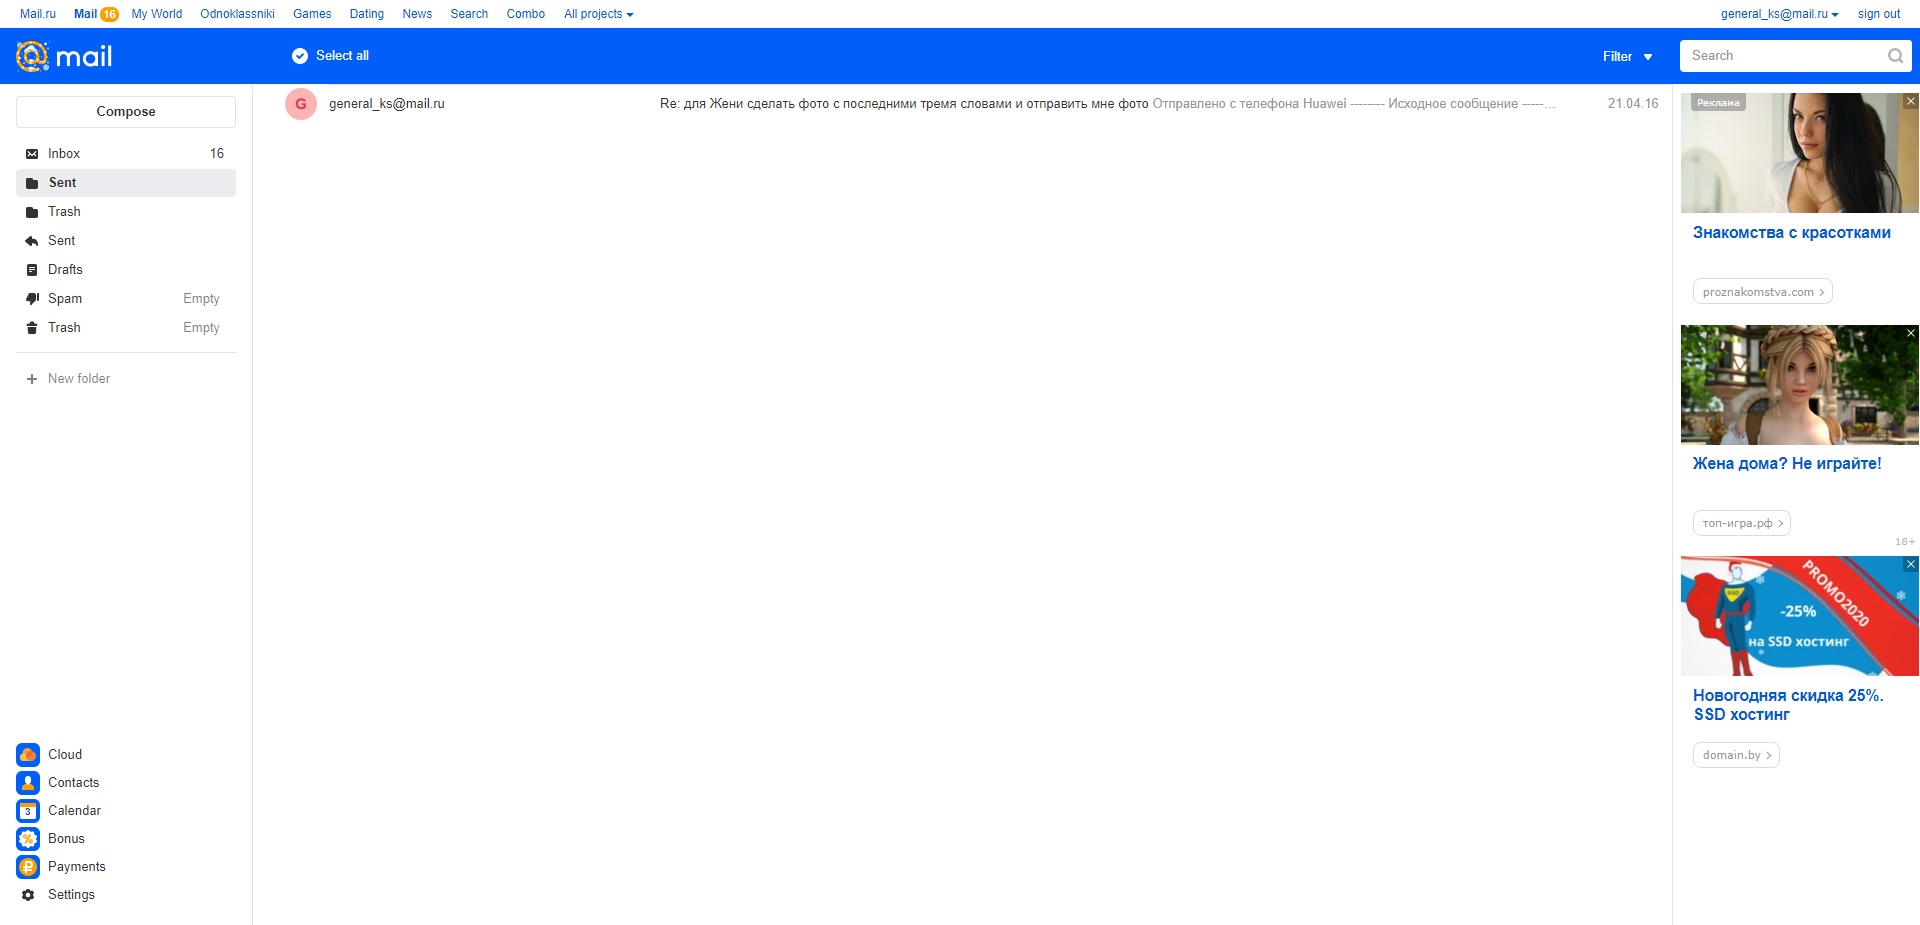 Mail.ru Mail 16 My World Odnoklassniki Games Dating News Search Combo All projects general_ks@mail.ru sign out
@mail Select all Filter Search
Compose
Inbox 16
Sent
Trash
Sent
Drafts
Spam Empty
Trash Empty
New folder
Cloud
Contacts
3 Calendar
% Bonus
₽ Payments
Settings
G general_ks@mail.ru Re: для Жени сделать фото с последними тремя словами и отправить мне фото Отправлено с телефона Huawei -------- Исходное сообщение -----... 21.04.16
Реклама
Знакомства с красотками
proznakomstva.com >
Жена дома? Не играйте!
топ-игра.рф >
18+
SSD
PROMO2020
-25%
на SSD хостинг
Новогодняя скидка 25%.
SSD хостинг
domain.by >